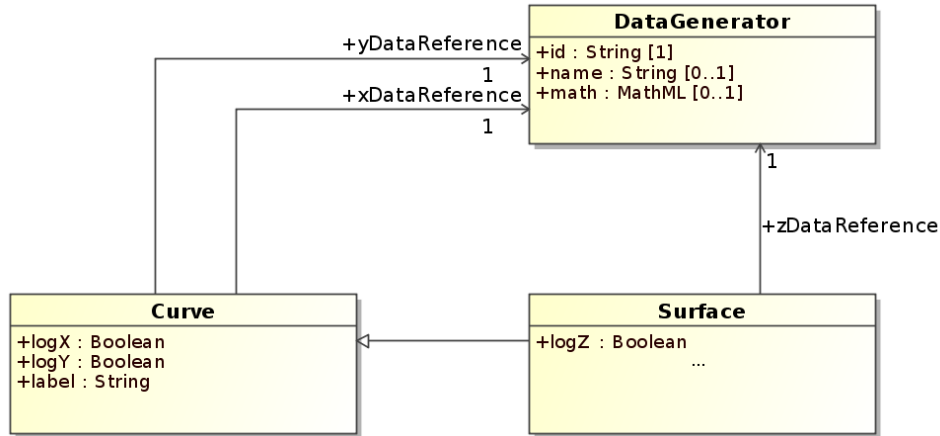 DataGenerator
+id : String [1]
+name : String [0..1]
+math : MathML [0..1]
+yDataReference
1
+xDataReference
1
1
+zDataReference
Curve
+logX : Boolean
+logY : Boolean
+label : String
Surface
+logZ : Boolean
...